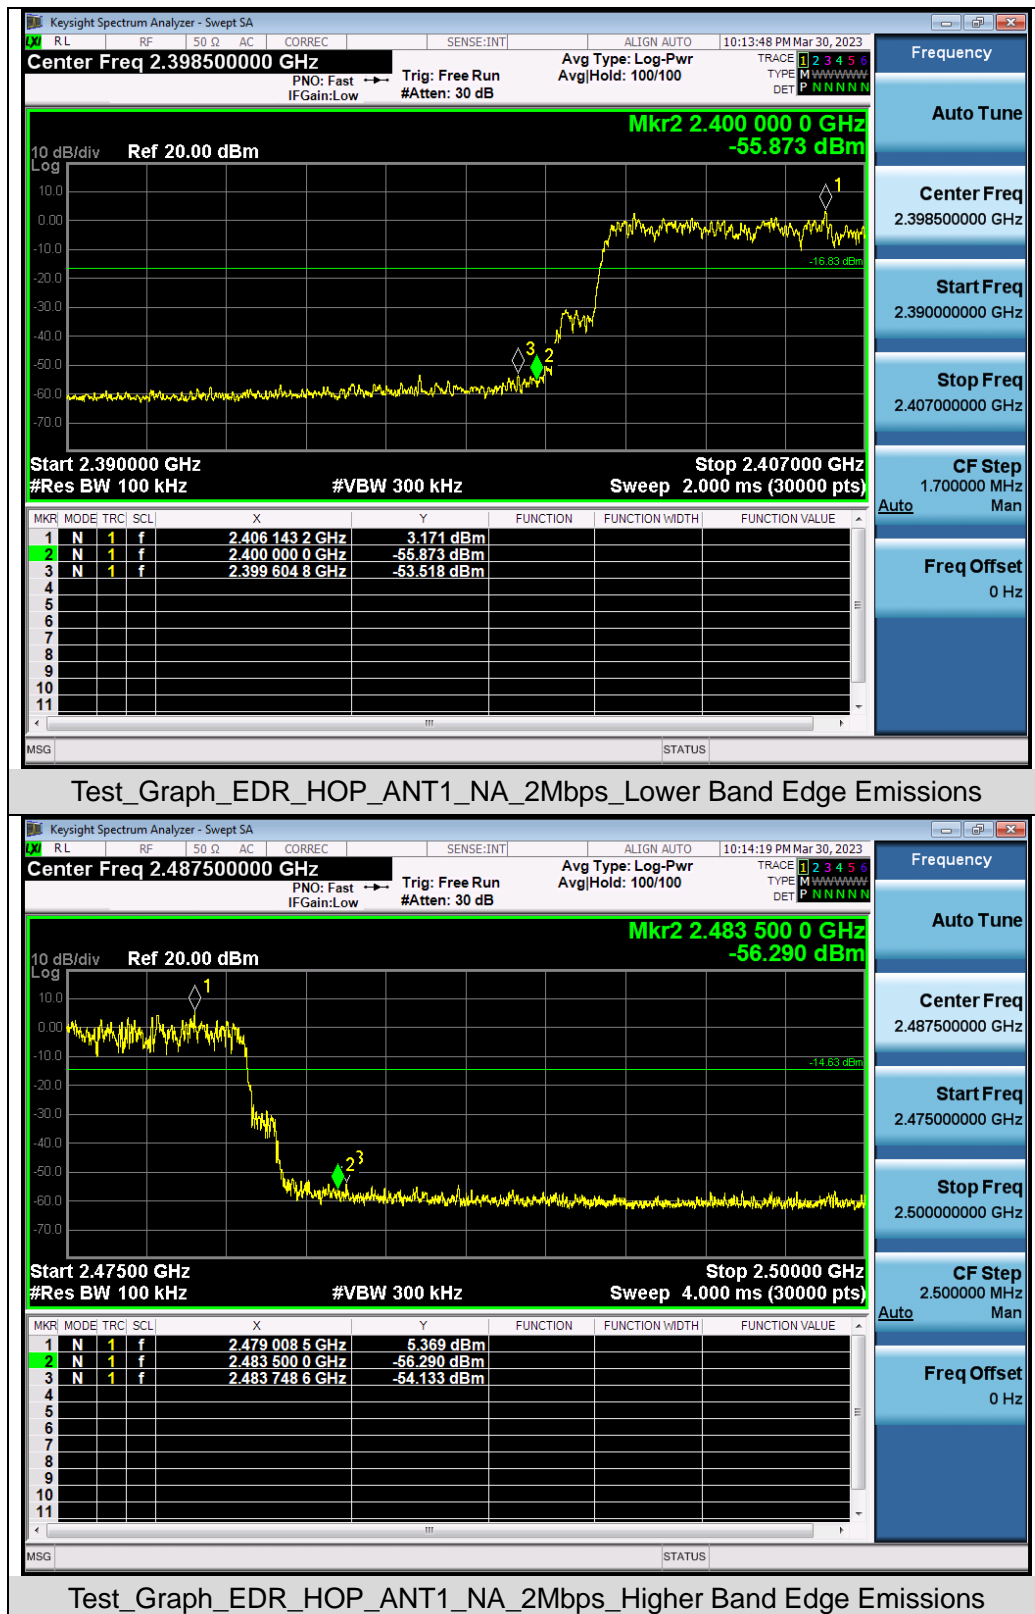 Keysight Spectrum Analyzer - Swept SA
LXI RL RF 50 Ω AC CORREC SENSE:INT ALIGN AUTO 10:13:48 PM Mar 30, 2023
Center Freq 2.398500000 GHz
PNO: Fast
IFGain:Low
Trig: Free Run
#Atten: 30 dB
Avg Type: Log-Pwr
Avg|Hold: 100/100
TRACE 1 2 3 4 5 6
TYPE M WWWWW
DET P N N N N N
Mkr2 2.400 000 0 GHz
-55.873 dBm
10 dB/div Ref 20.00 dBm
Log
10.0
0.00
-10.0
-20.0
-30.0
-40.0
-50.0
-60.0
-70.0
1
-16.83 dBm
3
2
Start 2.390000 GHz Stop 2.407000 GHz
#Res BW 100 kHz #VBW 300 kHz Sweep 2.000 ms (30000 pts)
MKR MODE TRC SCL X Y FUNCTION FUNCTION WIDTH FUNCTION VALUE
1 N 1 f 2.406 143 2 GHz 3.171 dBm
2 N 1 f 2.400 000 0 GHz -55.873 dBm
3 N 1 f 2.399 604 8 GHz -53.518 dBm
4
5
6
7
8
9
10
11
MSG STATUS
Frequency
Auto Tune
Center Freq
2.398500000 GHz
Start Freq
2.390000000 GHz
Stop Freq
2.407000000 GHz
CF Step
1.700000 MHz
Auto Man
Freq Offset
0 Hz
Test_Graph_EDR_HOP_ANT1_NA_2Mbps_Lower Band Edge Emissions
Keysight Spectrum Analyzer - Swept SA
LXI RL RF 50 Ω AC CORREC SENSE:INT ALIGN AUTO 10:14:19 PM Mar 30, 2023
Center Freq 2.487500000 GHz
PNO: Fast
IFGain:Low
Trig: Free Run
#Atten: 30 dB
Avg Type: Log-Pwr
Avg|Hold: 100/100
TRACE 1 2 3 4 5 6
TYPE M WWWWW
DET P N N N N N
Mkr2 2.483 500 0 GHz
-56.290 dBm
10 dB/div Ref 20.00 dBm
Log
10.0
0.00
-10.0
-20.0
-30.0
-40.0
-50.0
-60.0
-70.0
1
-14.63 dBm
2
3
Start 2.47500 GHz Stop 2.50000 GHz
#Res BW 100 kHz #VBW 300 kHz Sweep 4.000 ms (30000 pts)
MKR MODE TRC SCL X Y FUNCTION FUNCTION WIDTH FUNCTION VALUE
1 N 1 f 2.479 008 5 GHz 5.369 dBm
2 N 1 f 2.483 500 0 GHz -56.290 dBm
3 N 1 f 2.483 748 6 GHz -54.133 dBm
4
5
6
7
8
9
10
11
MSG STATUS
Frequency
Auto Tune
Center Freq
2.487500000 GHz
Start Freq
2.475000000 GHz
Stop Freq
2.500000000 GHz
CF Step
2.500000 MHz
Auto Man
Freq Offset
0 Hz
Test_Graph_EDR_HOP_ANT1_NA_2Mbps_Higher Band Edge Emissions